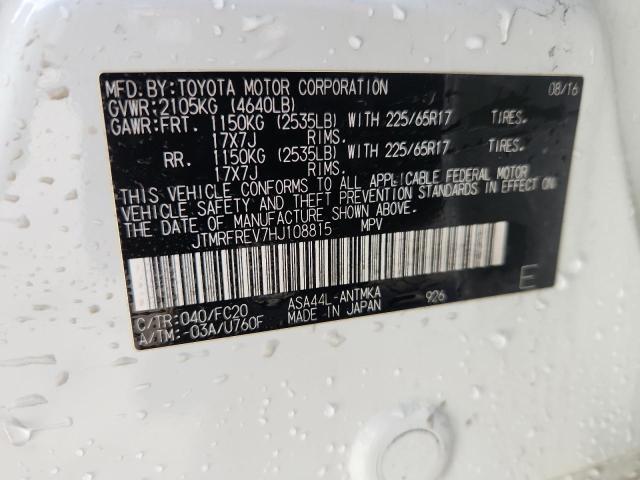 MFD. BY: TOYOTA MOTOR CORPORATION 08/16
GVWR: 2105KG (4640LB)
GAWR: FRT. 1150KG (2535LB) WITH 225/65R17 TIRES.
17X7J RIMS.
RR. 1150KG (2535LB) WITH 225/65R17 TIRES.
17X7J RIMS.
THIS VEHICLE CONFORMS TO ALL APPLICABLE FEDERAL MOTOR
VEHICLE SAFETY AND THEFT PREVENTION STANDARDS IN EFFECT ON
THE DATE OF MANUFACTURE SHOWN ABOVE.
JTMRFREV7HJ108815 MPV
C/TR: 040/FC20 ASA44L-ANTMKA 926 E
A/TM: -03A/U760F MADE IN JAPAN